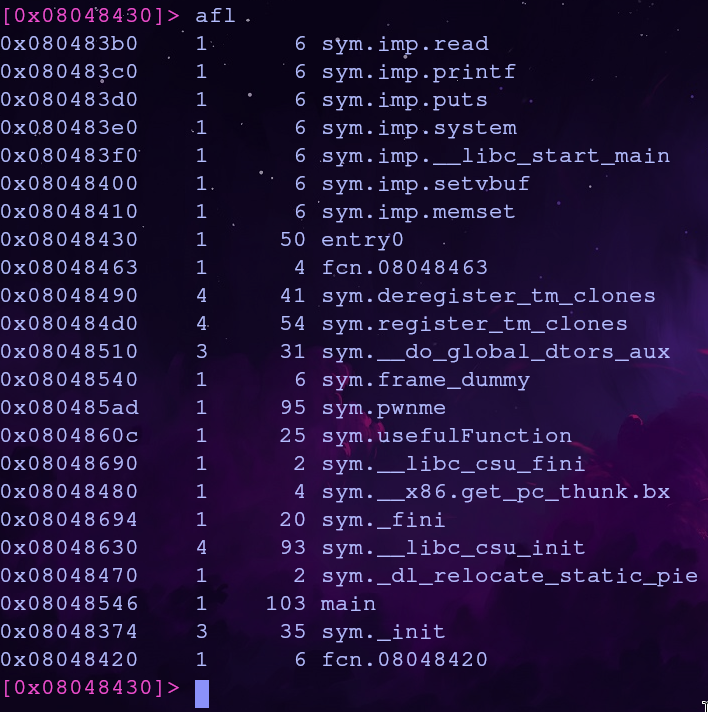 [0x08048430]> afl
0x080483b0    1      6 sym.imp.read
0x080483c0    1      6 sym.imp.printf
0x080483d0    1      6 sym.imp.puts
0x080483e0    1      6 sym.imp.system
0x080483f0    1      6 sym.imp.__libc_start_main
0x08048400    1      6 sym.imp.setvbuf
0x08048410    1      6 sym.imp.memset
0x08048430    1     50 entry0
0x08048463    1      4 fcn.08048463
0x08048490    4     41 sym.deregister_tm_clones
0x080484d0    4     54 sym.register_tm_clones
0x08048510    3     31 sym.__do_global_dtors_aux
0x08048540    1      6 sym.frame_dummy
0x080485ad    1     95 sym.pwnme
0x0804860c    1     25 sym.usefulFunction
0x08048690    1      2 sym.__libc_csu_fini
0x08048480    1      4 sym.__x86.get_pc_thunk.bx
0x08048694    1     20 sym._fini
0x08048630    4     93 sym.__libc_csu_init
0x08048470    1      2 sym._dl_relocate_static_pie
0x08048546    1    103 main
0x08048374    3     35 sym._init
0x08048420    1      6 fcn.08048420
[0x08048430]>